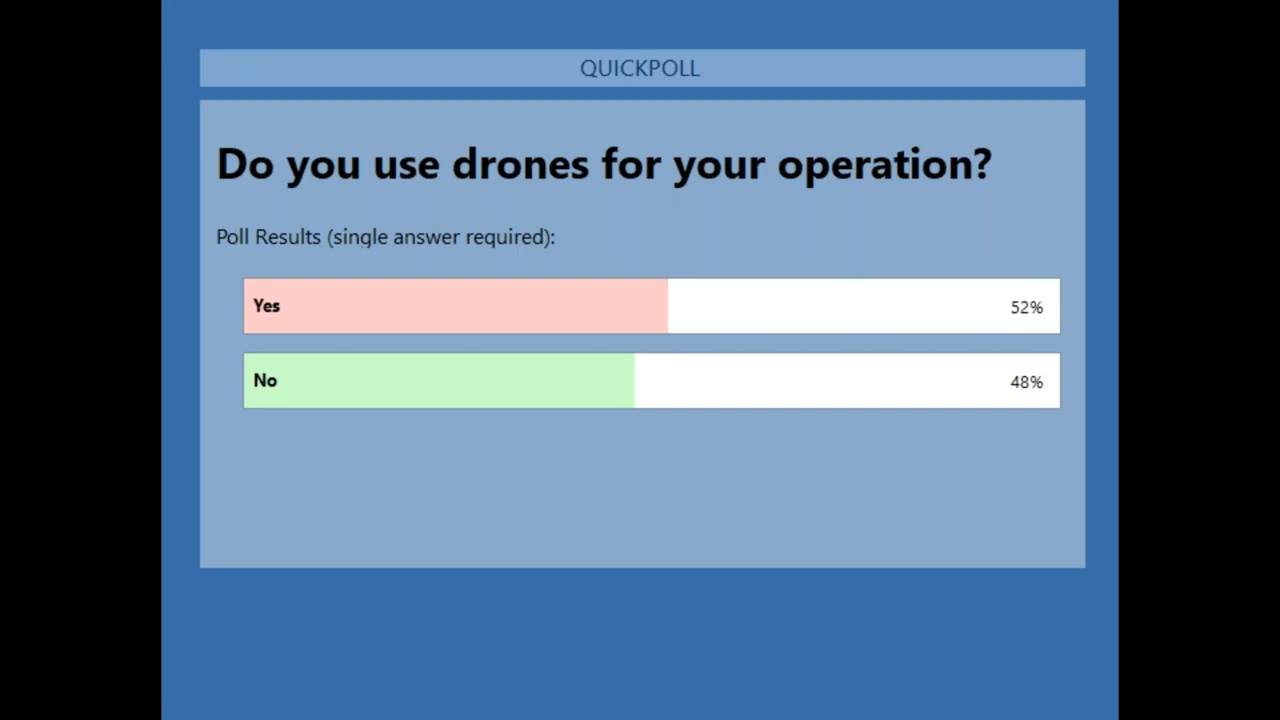 QUICKPOLL
Do you use drones for your operation?
Poll Results (single answer required):
Yes 52%
No 48%